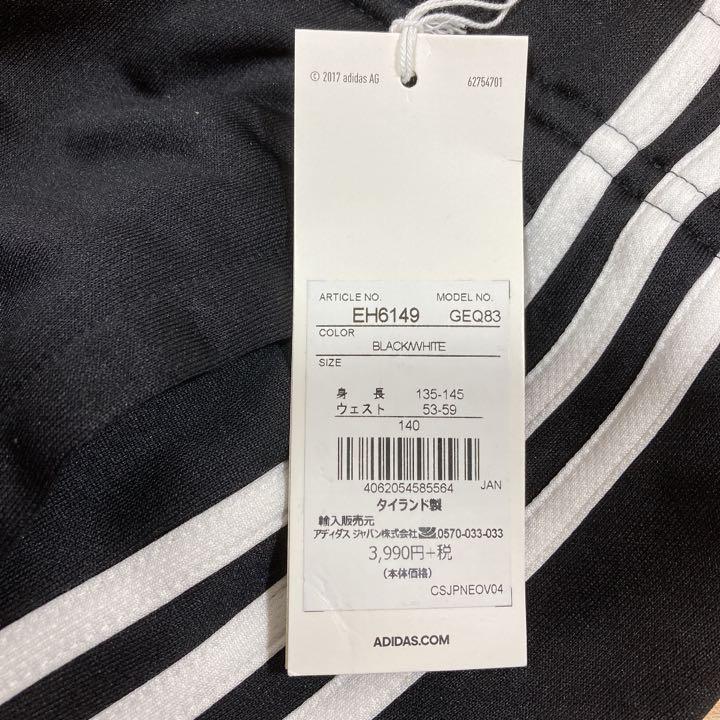 © 2017 adidas AG 62754701
ARTICLE NO. MODEL NO.
EH6149 GEQ83
COLOR
BLACK/WHITE
SIZE
身長 135-145
ウェスト 53-59
140
4062054585564 JAN
タイランド製
輸入販売元
アディダス ジャパン株式会社 0570-033-033
3,990円+税
(本体価格)
CSJPNEOV04
ADIDAS.COM